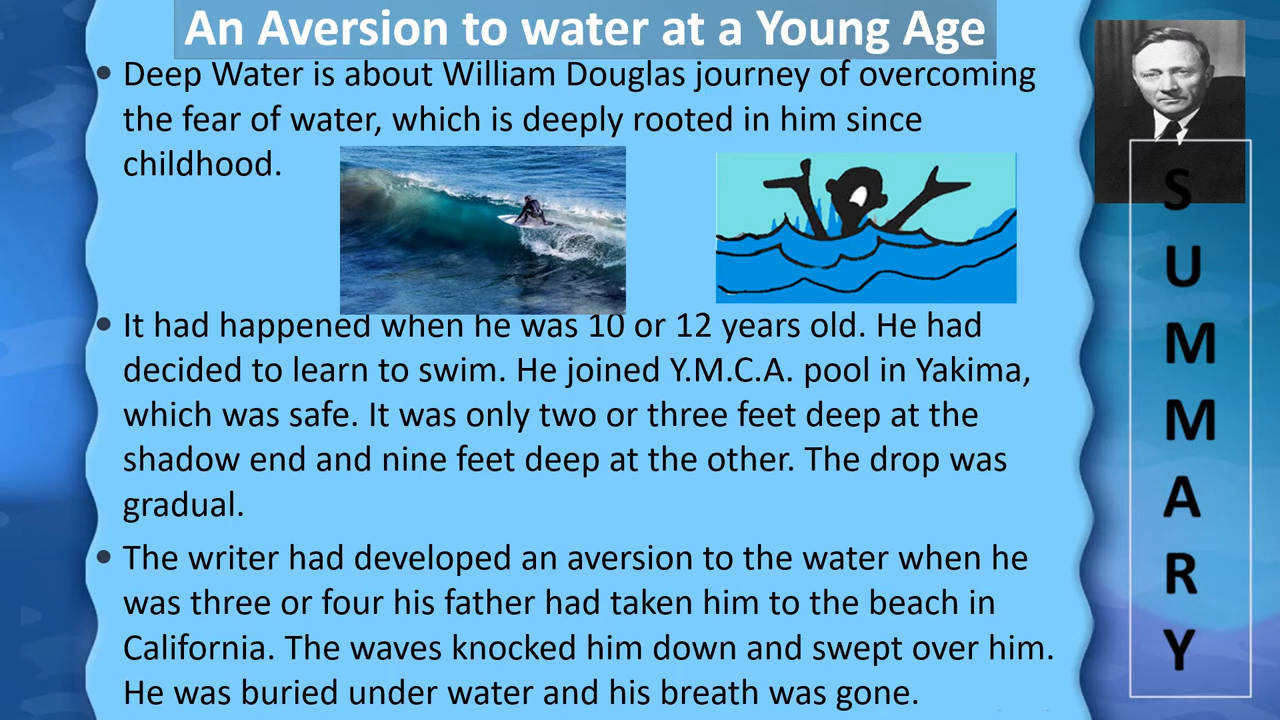 An Aversion to water at a Young Age
• Deep Water is about William Douglas journey of overcoming
the fear of water, which is deeply rooted in him since
childhood.
• It had happened when he was 10 or 12 years old. He had
decided to learn to swim. He joined Y.M.C.A. pool in Yakima,
which was safe. It was only two or three feet deep at the
shadow end and nine feet deep at the other. The drop was
gradual.
• The writer had developed an aversion to the water when he
was three or four his father had taken him to the beach in
California. The waves knocked him down and swept over him.
He was buried under water and his breath was gone.
S
U
M
M
A
R
Y